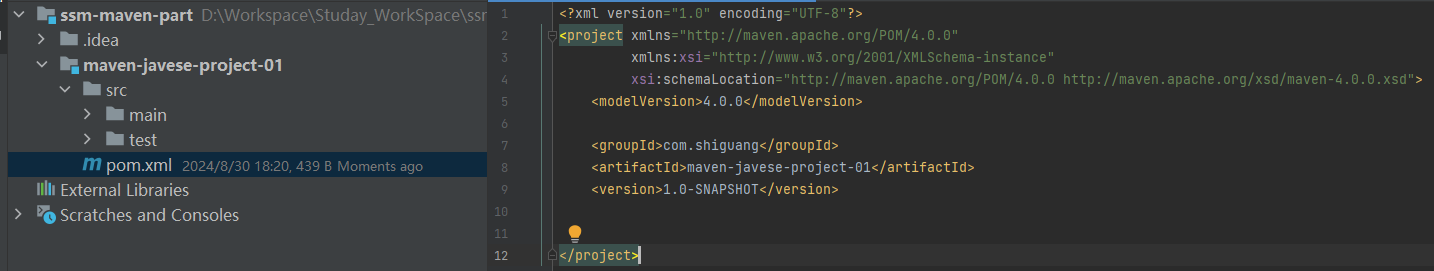 ssm-maven-part D:\Workspace\Studay_WorkSpace\ssr
.idea
maven-javese-project-01
src
main
test
pom.xml 2024/8/30 18:20, 439 B Moments ago
External Libraries
Scratches and Consoles
1 <?xml version="1.0" encoding="UTF-8"?>
2 <project xmlns="http://maven.apache.org/POM/4.0.0"
3 xmlns:xsi="http://www.w3.org/2001/XMLSchema-instance"
4 xsi:schemaLocation="http://maven.apache.org/POM/4.0.0 http://maven.apache.org/xsd/maven-4.0.0.xsd">
5 <modelVersion>4.0.0</modelVersion>
6
7 <groupId>com.shiguang</groupId>
8 <artifactId>maven-javese-project-01</artifactId>
9 <version>1.0-SNAPSHOT</version>
10
11
12 </project>